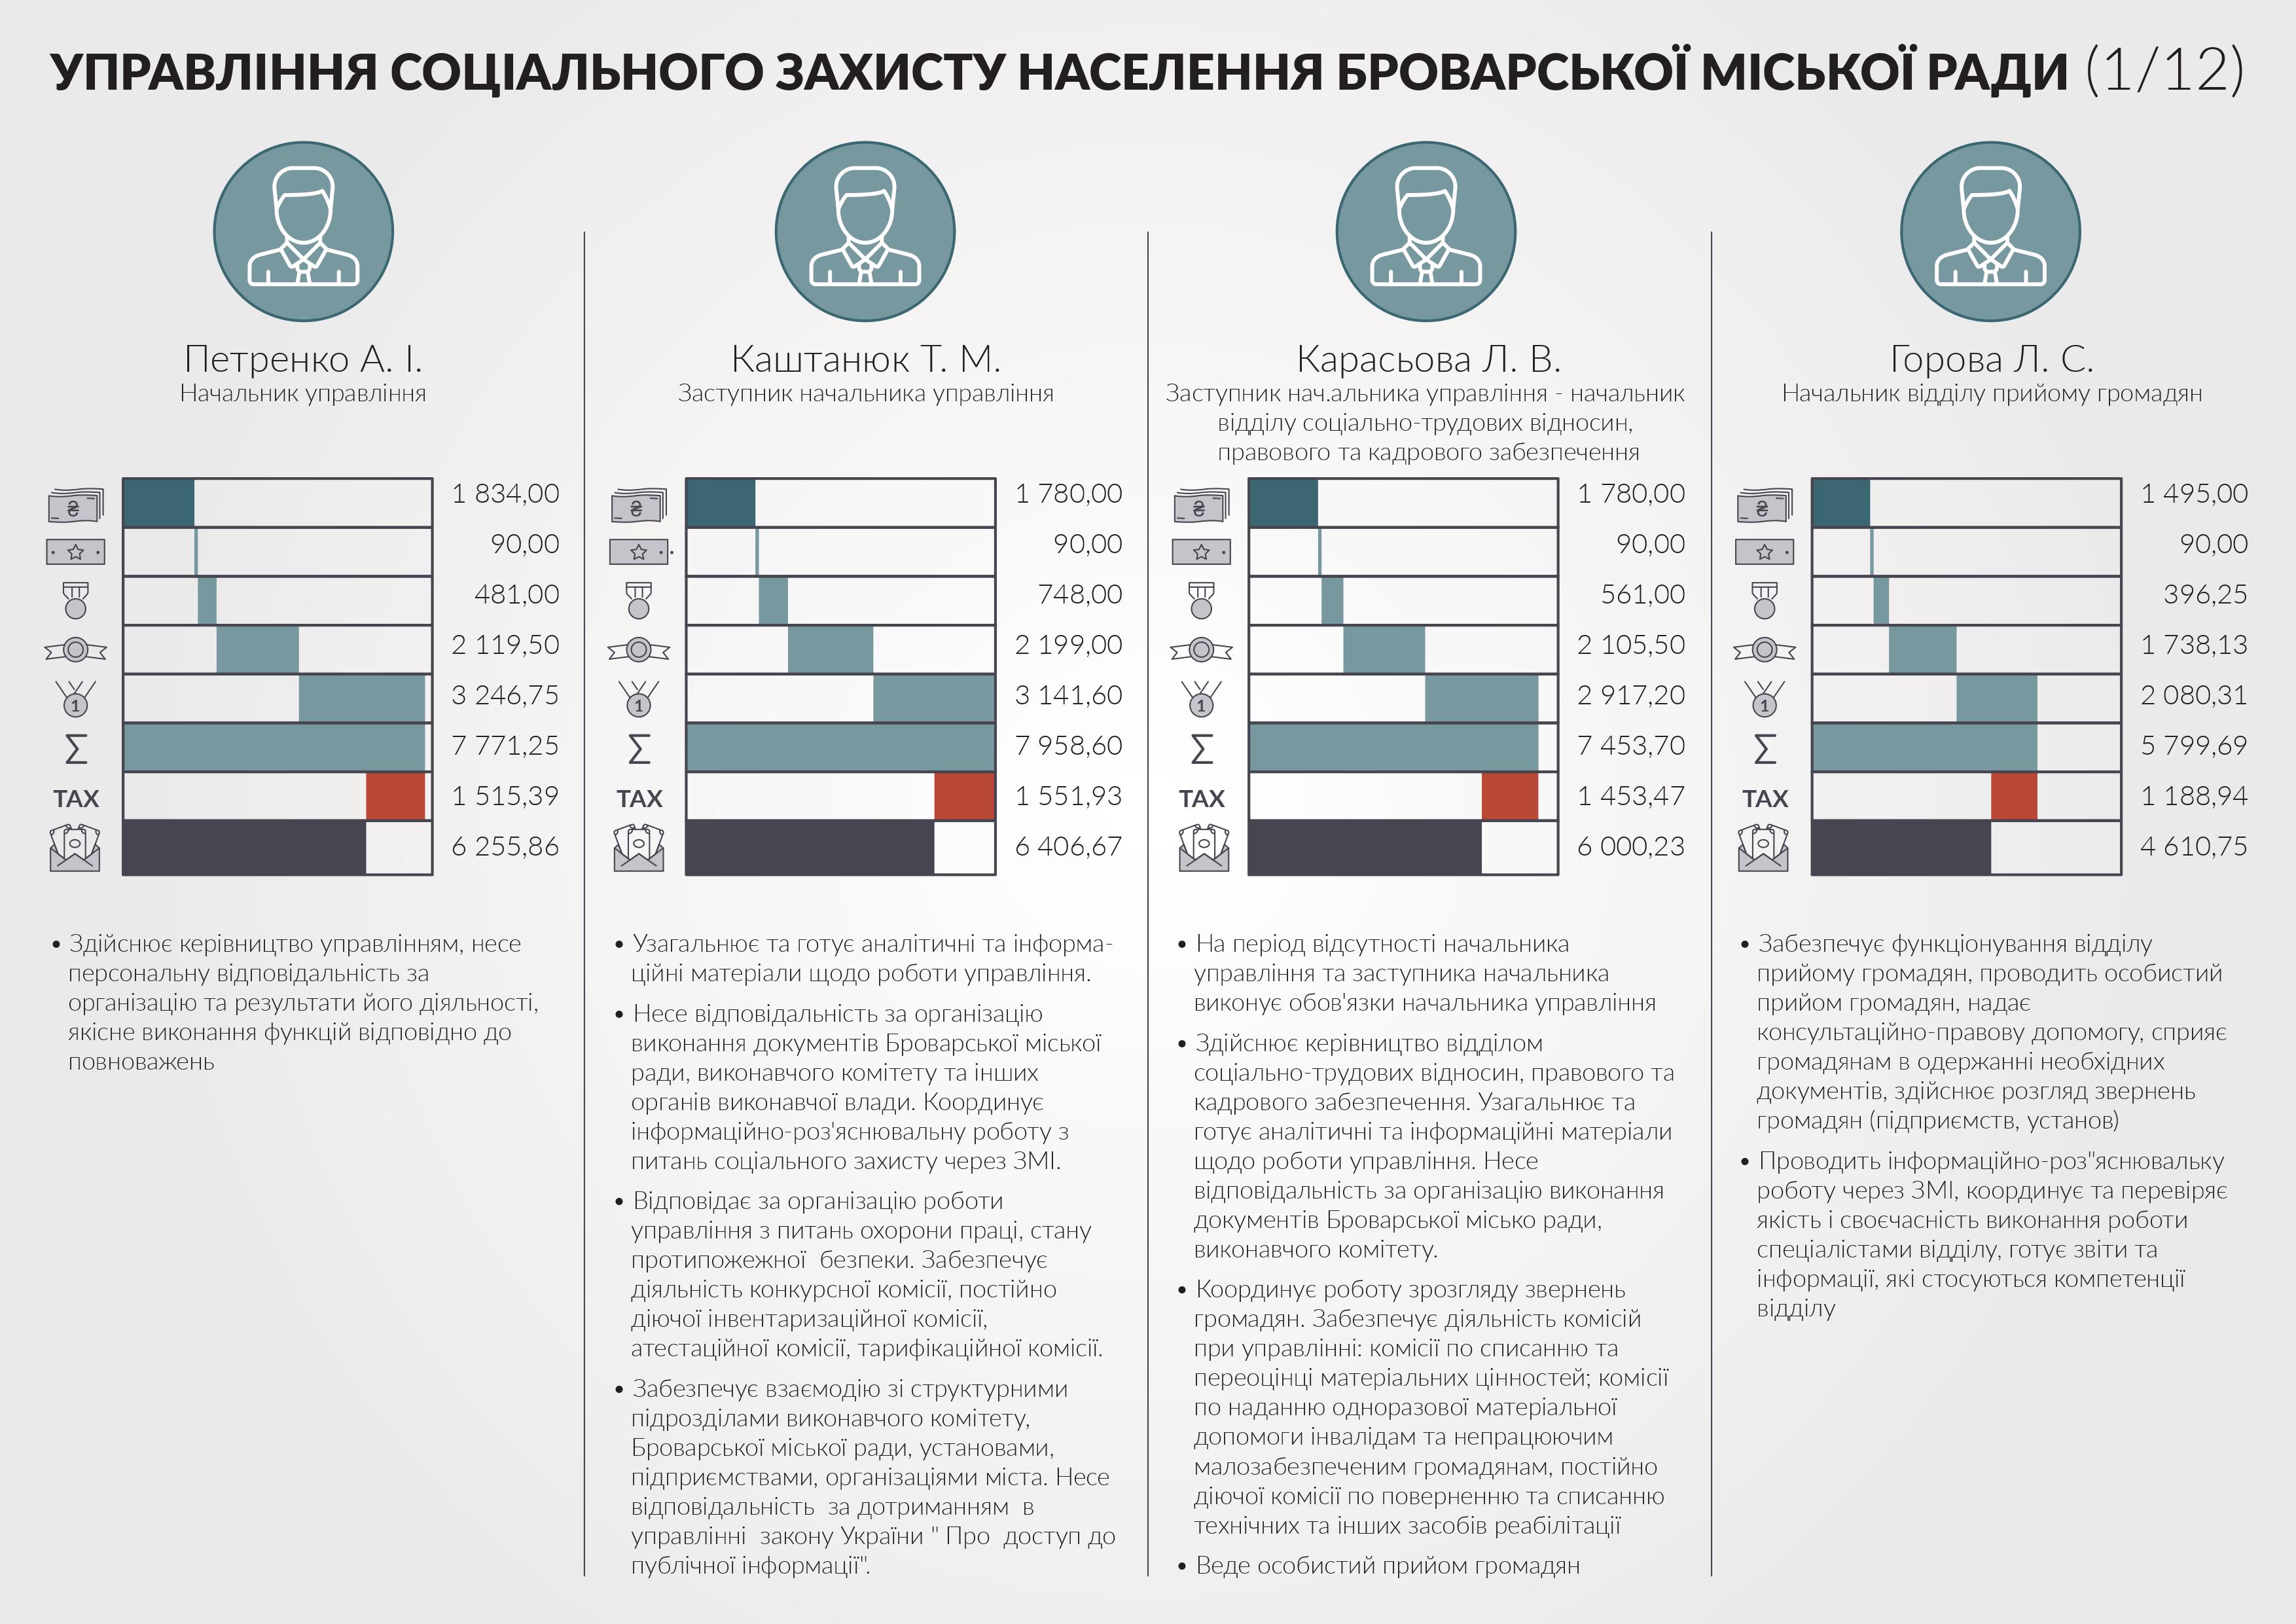 УПРАВЛІННЯ СОЦІАЛЬНОГО ЗАХИСТУ НАСЕЛЕННЯ БРОВАРСЬКОЇ МІСЬКОЇ РАДИ (1/12)
Петренко А. І.
Начальник управління
₴
1 834,00
90,00
481,00
2 119,50
1
3 246,75
Σ
7 771,25
TAX
1 515,39
6 255,86
• Здійснює керівництво управлінням, несе
персональну відповідальність за
організацію та результати його діяльності,
якісне виконання функцій відповідно до
повноважень
Каштанюк Т. М.
Заступник начальника управління
₴
1 780,00
90,00
748,00
2 199,00
1
3 141,60
Σ
7 958,60
TAX
1 551,93
6 406,67
• Узагальнює та готує аналітичні та інформа-
ційні матеріали щодо роботи управління.
• Несе відповідальність за організацію
виконання документів Броварської міської
ради, виконавчого комітету та інших
органів виконавчої влади. Координує
інформаційно-роз'яснювальну роботу з
питань соціального захисту через ЗМІ.
• Відповідає за організацію роботи
управління з питань охорони праці, стану
протипожежної  безпеки. Забезпечує
діяльність конкурсної комісії, постійно
діючої інвентаризаційної комісії,
атестаційної комісії, тарифікаційної комісії.
• Забезпечує взаємодію зі структурними
підрозділами виконавчого комітету,
Броварської міської ради, установами,
підприємствами, організаціями міста. Несе
відповідальність  за дотриманням  в
управлінні  закону України " Про  доступ до
публічної інформації".
Карасьова Л. В.
Заступник нач.альника управління - начальник
відділу соціально-трудових відносин,
правового та кадрового забезпечення
₴
1 780,00
90,00
561,00
2 105,50
1
2 917,20
Σ
7 453,70
TAX
1 453,47
6 000,23
• На період відсутності начальника
управління та заступника начальника
виконує обов'язки начальника управління
• Здійснює керівництво відділом
соціально-трудових відносин, правового та
кадрового забезпечення. Узагальнює та
готує аналітичні та інформаційні матеріали
щодо роботи управління. Несе
відповідальність за організацію виконання
документів Броварської місько ради,
виконавчого комітету.
• Координує роботу зрозгляду звернень
громадян. Забезпечує діяльність комісій
при управлінні: комісії по списанню та
переоцінці матеріальних цінностей; комісії
по наданню одноразової матеріальної
допомоги інвалідам та непрацюючим
малозабезпеченим громадянам, постійно
діючої комісії по поверненню та списанню
технічних та інших засобів реабілітації
• Веде особистий прийом громадян
Горова Л. С.
Начальник відділу прийому громадян
₴
1 495,00
90,00
396,25
1 738,13
1
2 080,31
Σ
5 799,69
TAX
1 188,94
4 610,75
• Забезпечує функціонування відділу
прийому громадян, проводить особистий
прийом громадян, надає
консультаційно-правову допомогу, сприяє
громадянам в одержанні необхідних
документів, здійснює розгляд звернень
громадян (підприємств, установ)
• Проводить інформаційно-роз"яснювальку
роботу через ЗМІ, координує та перевіряє
якість і своєчасність виконання роботи
спеціалістами відділу, готує звіти та
інформації, які стосуються компетенції
відділу